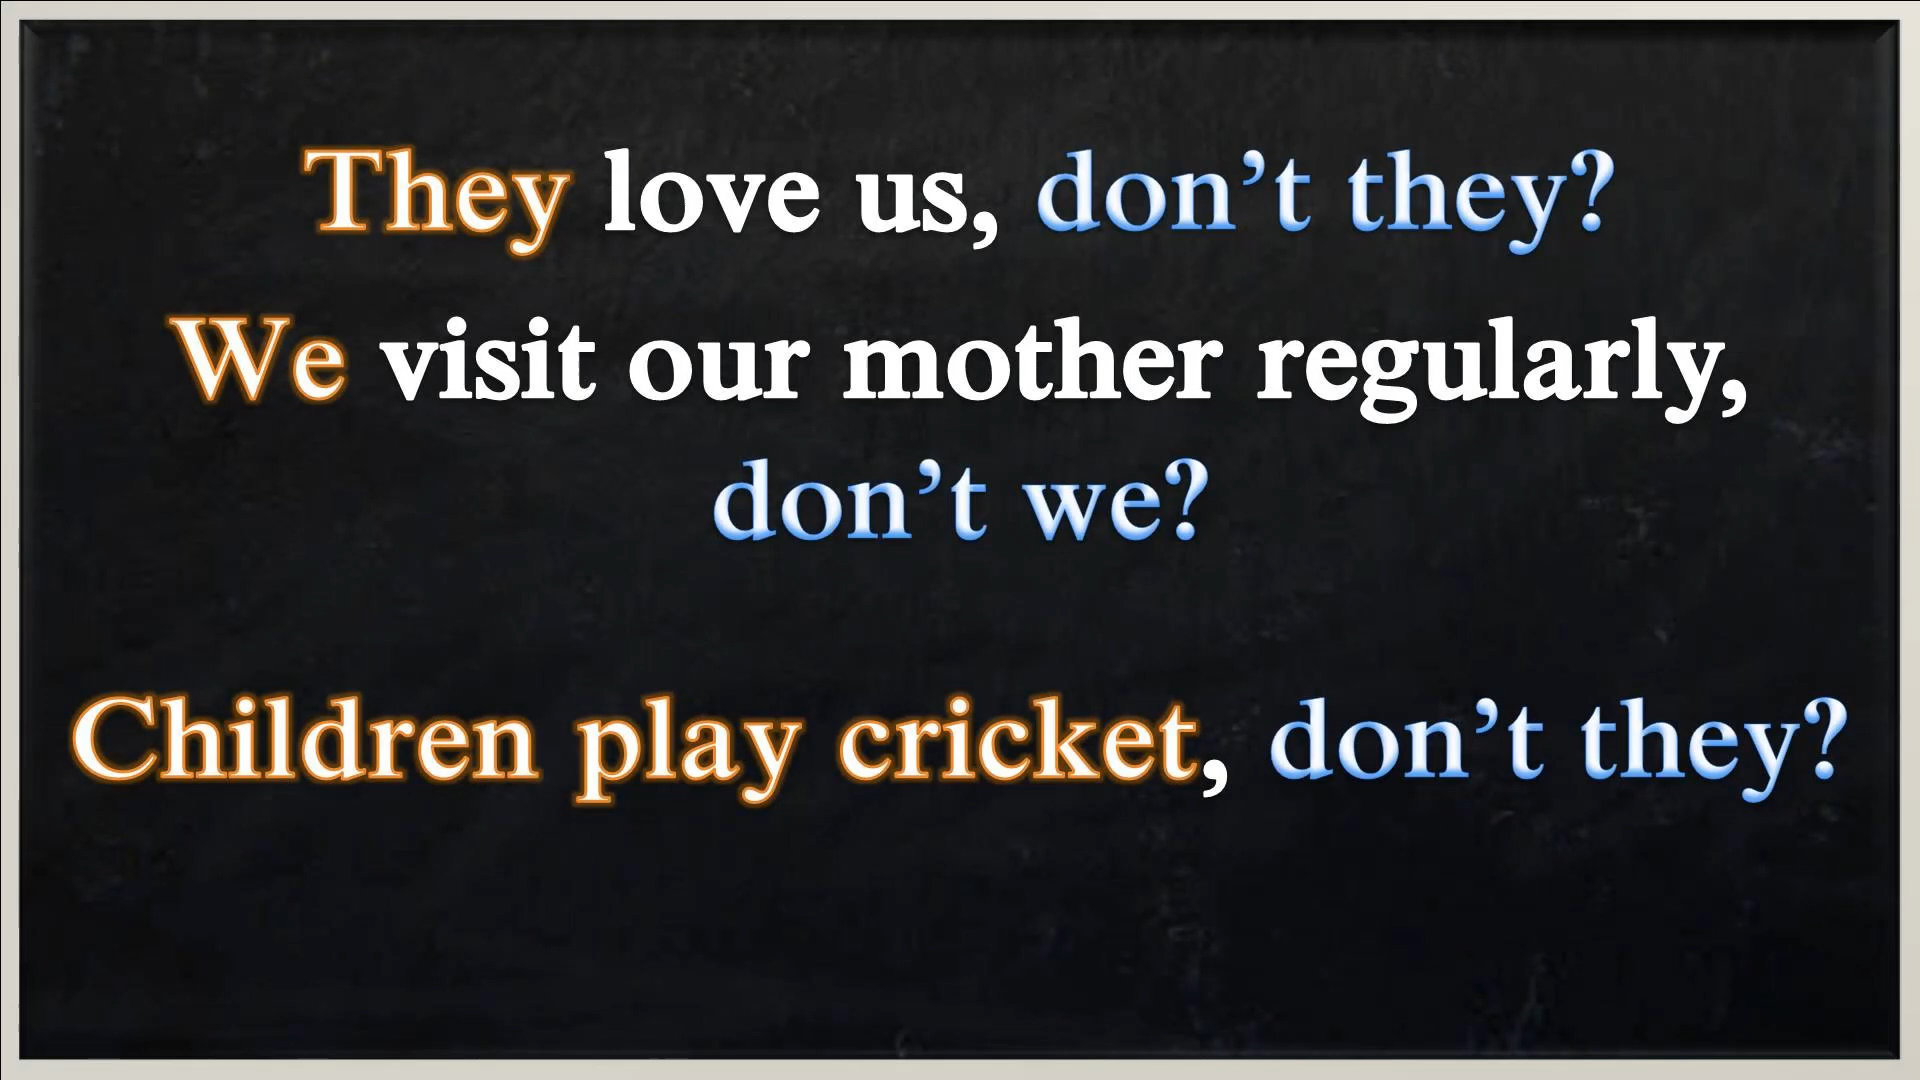 They love us, don’t they?
We visit our mother regularly,
don’t we?
Children play cricket, don’t they?